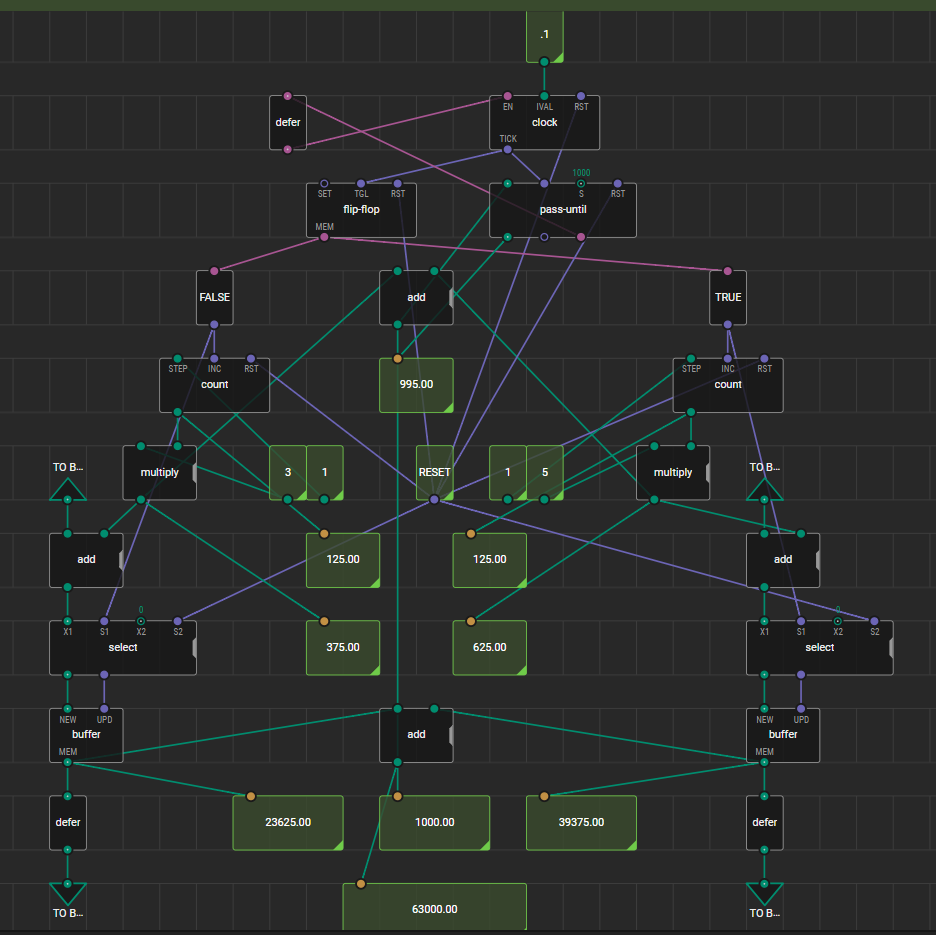 .1
EN IVAL RST
defer
clock
TICK
1000
SET TGL RST
S RST
flip-flop
pass-until
MEM
FALSE
add
TRUE
STEP INC RST
995.00
STEP INC RST
count
count
TO B...
multiply
3
1
RESET
1
5
multiply
TO B...
add
125.00
125.00
add
0
0
X1 S1 X2 S2
X1 S1 X2 S2
select
375.00
625.00
select
NEW UPD
NEW UPD
buffer
add
buffer
MEM
MEM
defer
23625.00
1000.00
39375.00
defer
TO B...
63000.00
TO B...